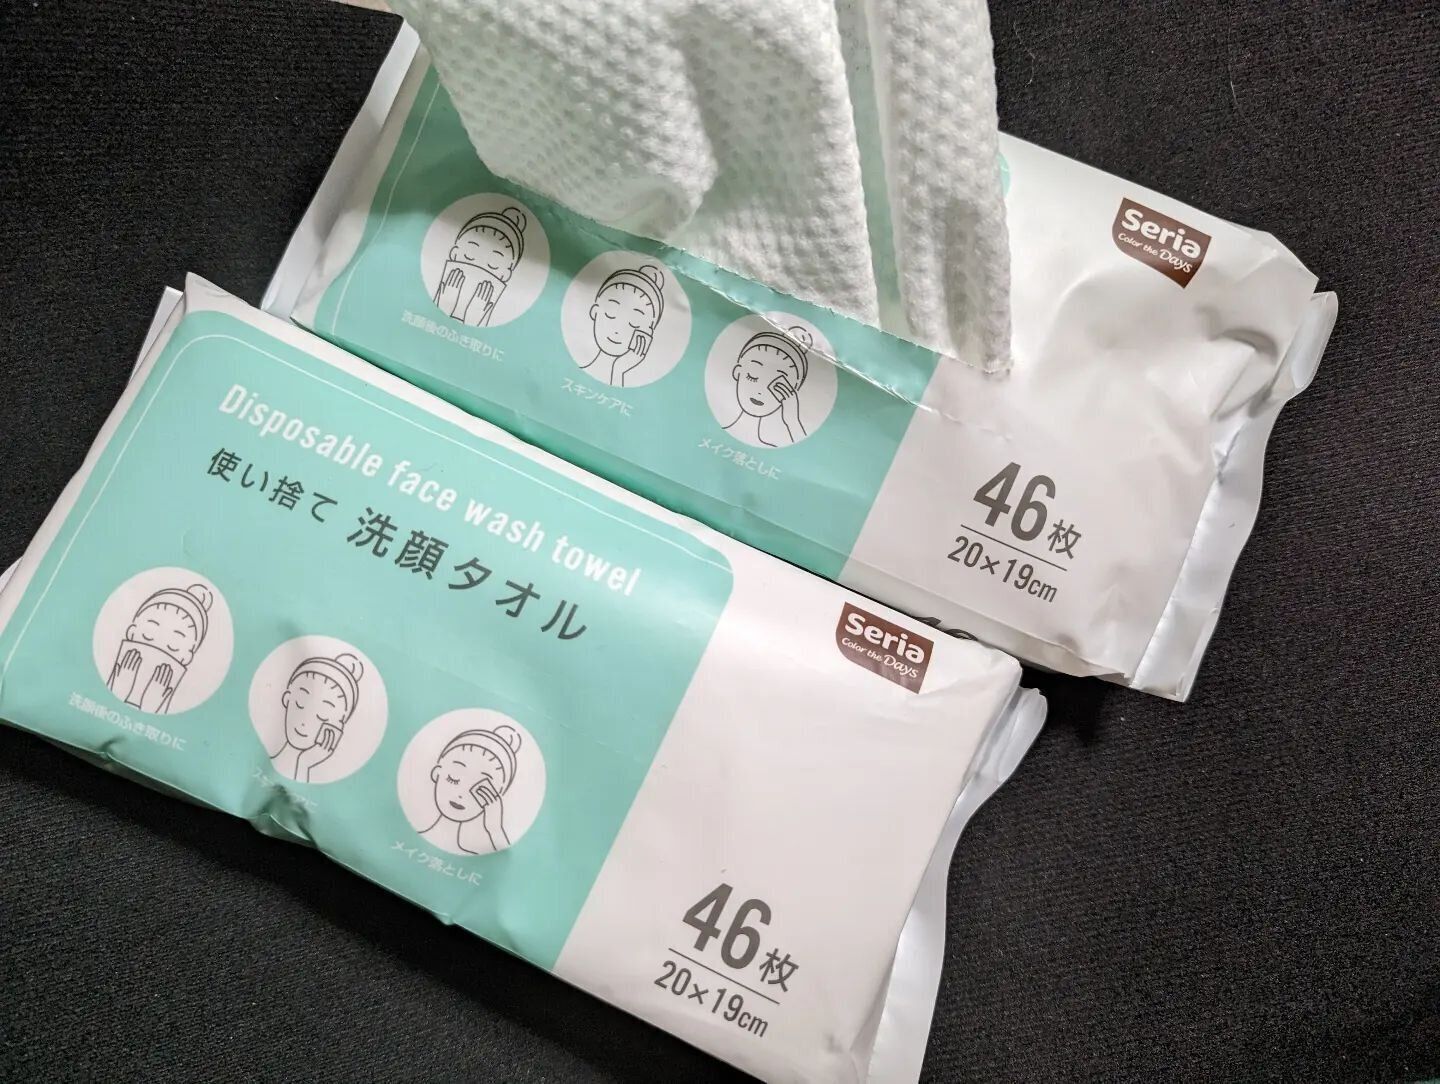 Seria
Color the Days
洗顔後のふき取りに
スキンケアに
メイク落としに
46枚
20×19cm
Disposable face wash towel
使い捨て 洗顔タオル
Seria
Color the Days
洗顔後のふき取りに
スキンケアに
メイク落としに
46枚
20×19cm